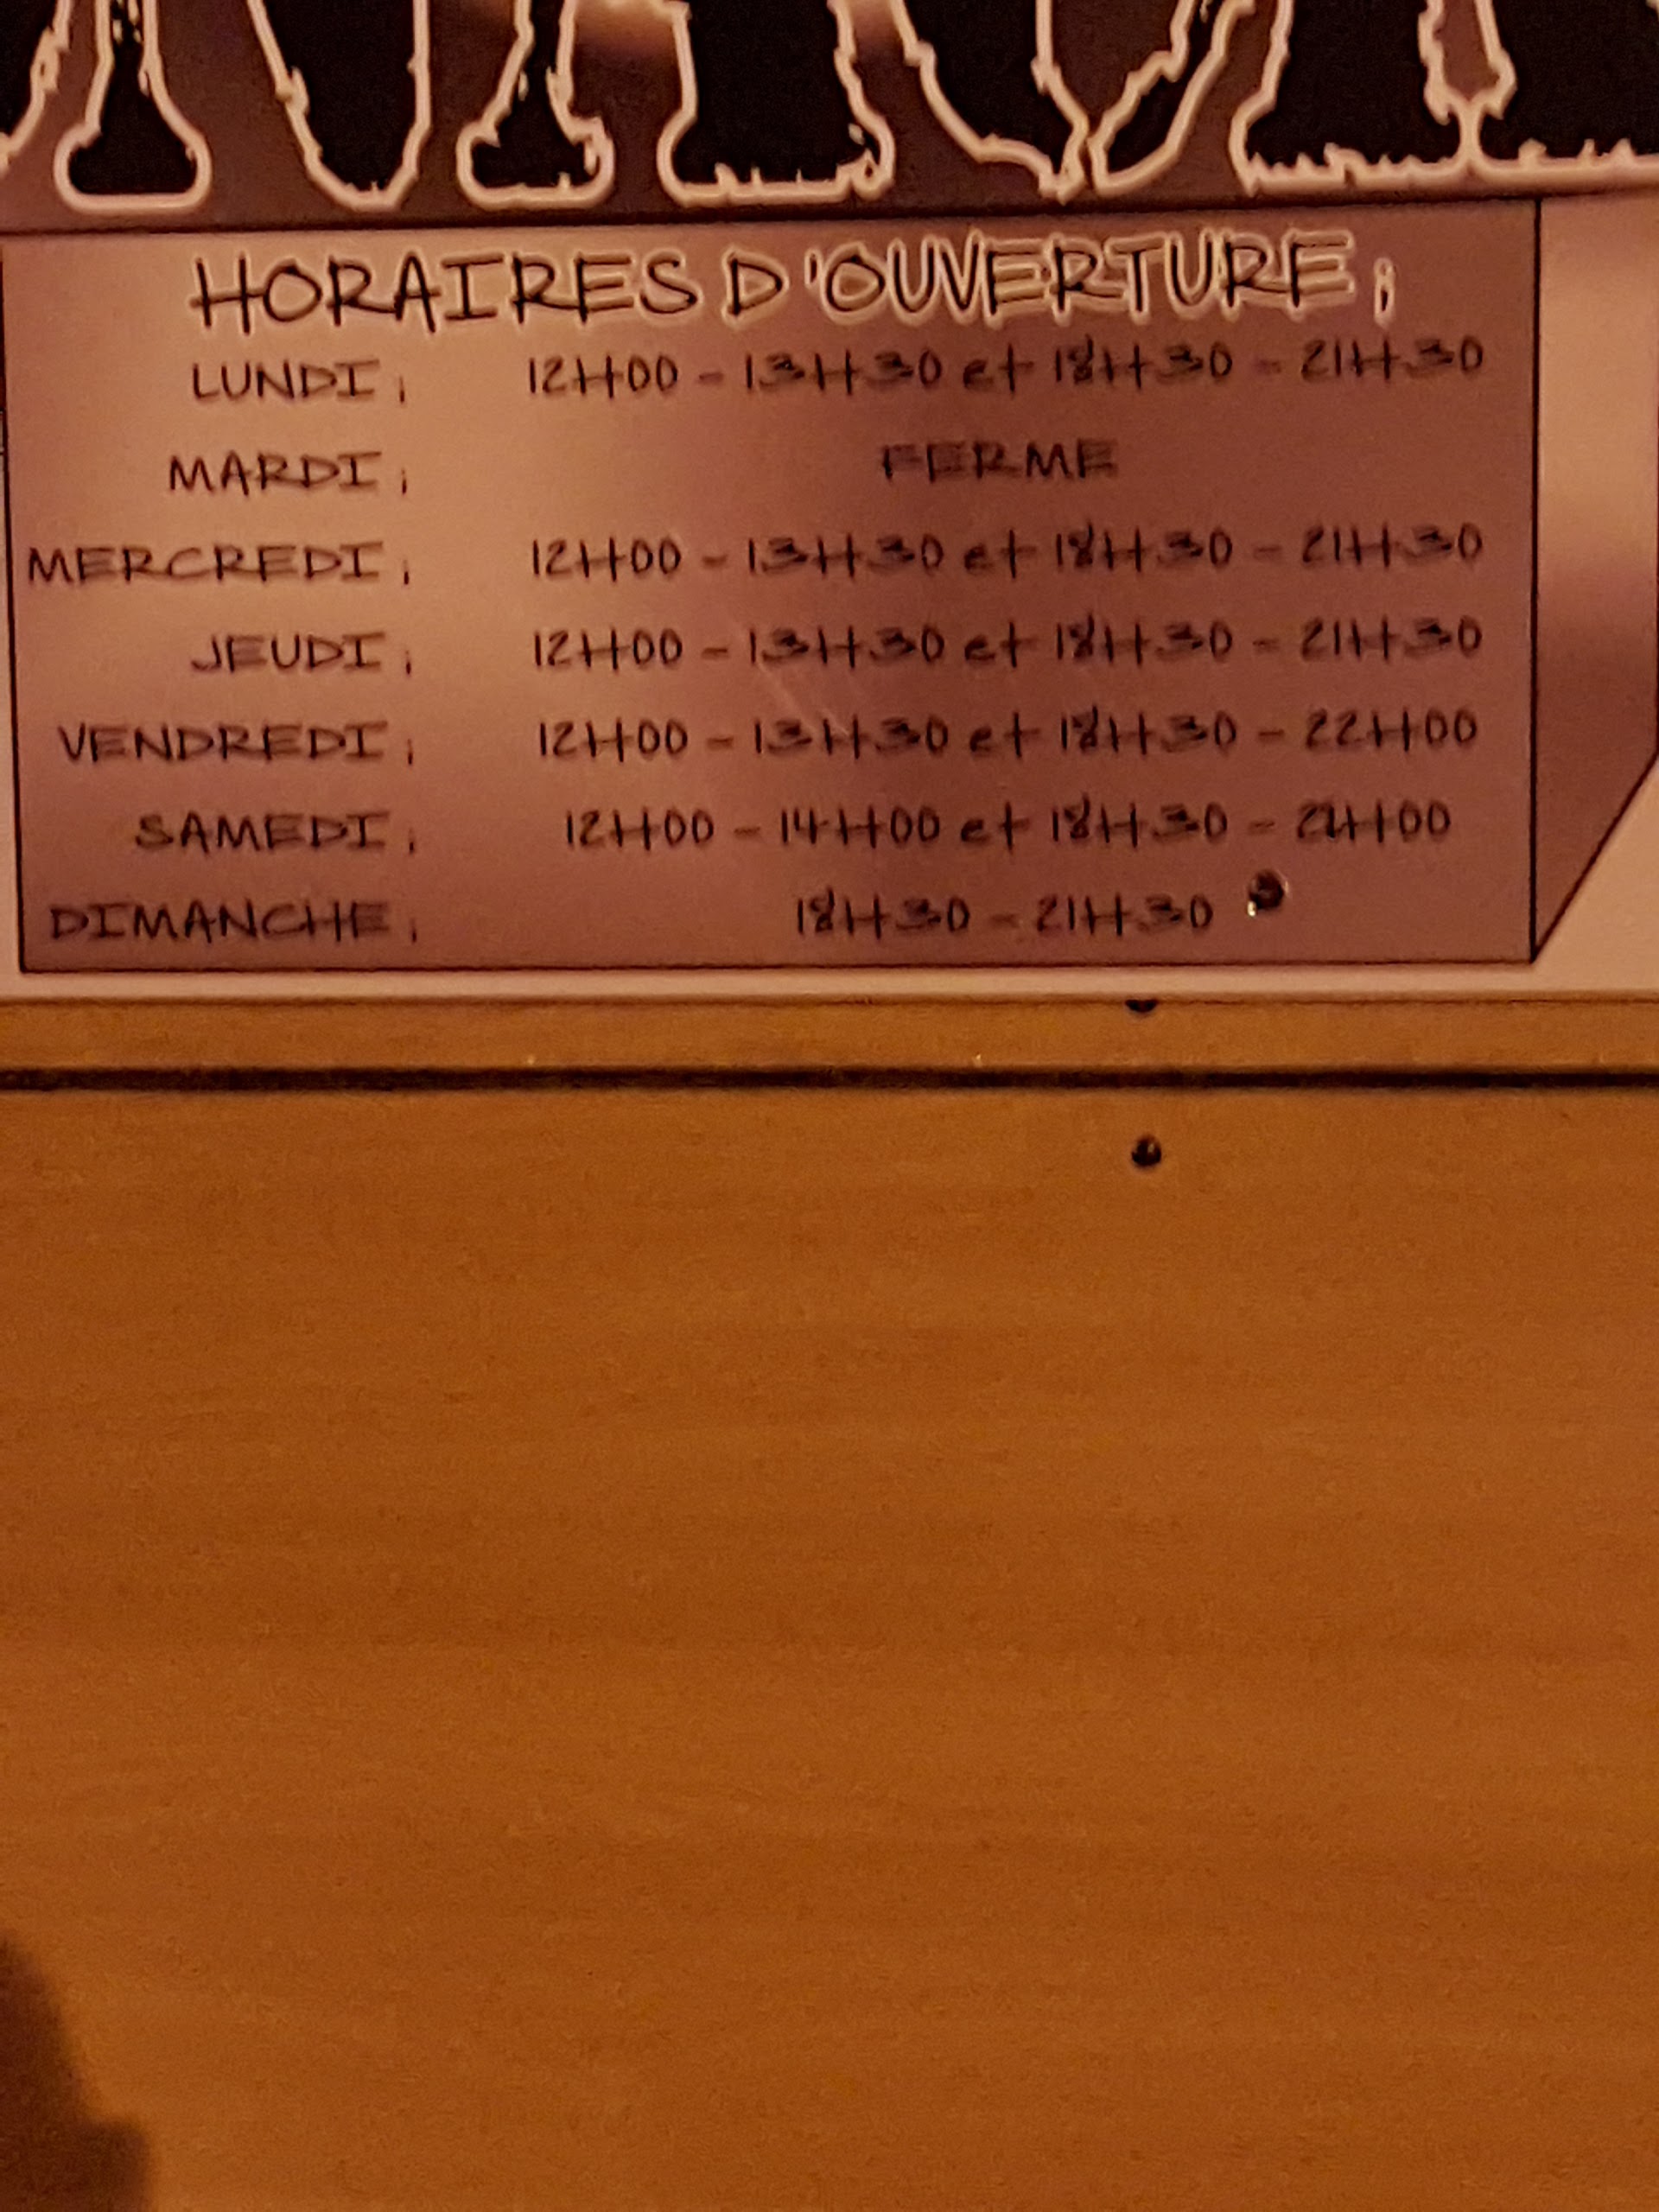 HORAIRES D'OUVERTURE :
LUNDI : 12H00 - 13H30 et 18H30 - 21H30
MARDI : FERME
MERCREDI : 12H00 - 13H30 et 18H30 - 21H30
JEUDI : 12H00 - 13H30 et 18H30 - 21H30
VENDREDI : 12H00 - 13H30 et 18H30 - 22H00
SAMEDI : 12H00 - 14H00 et 18H30 -
DIMANCHE : 18H30 - 21H30